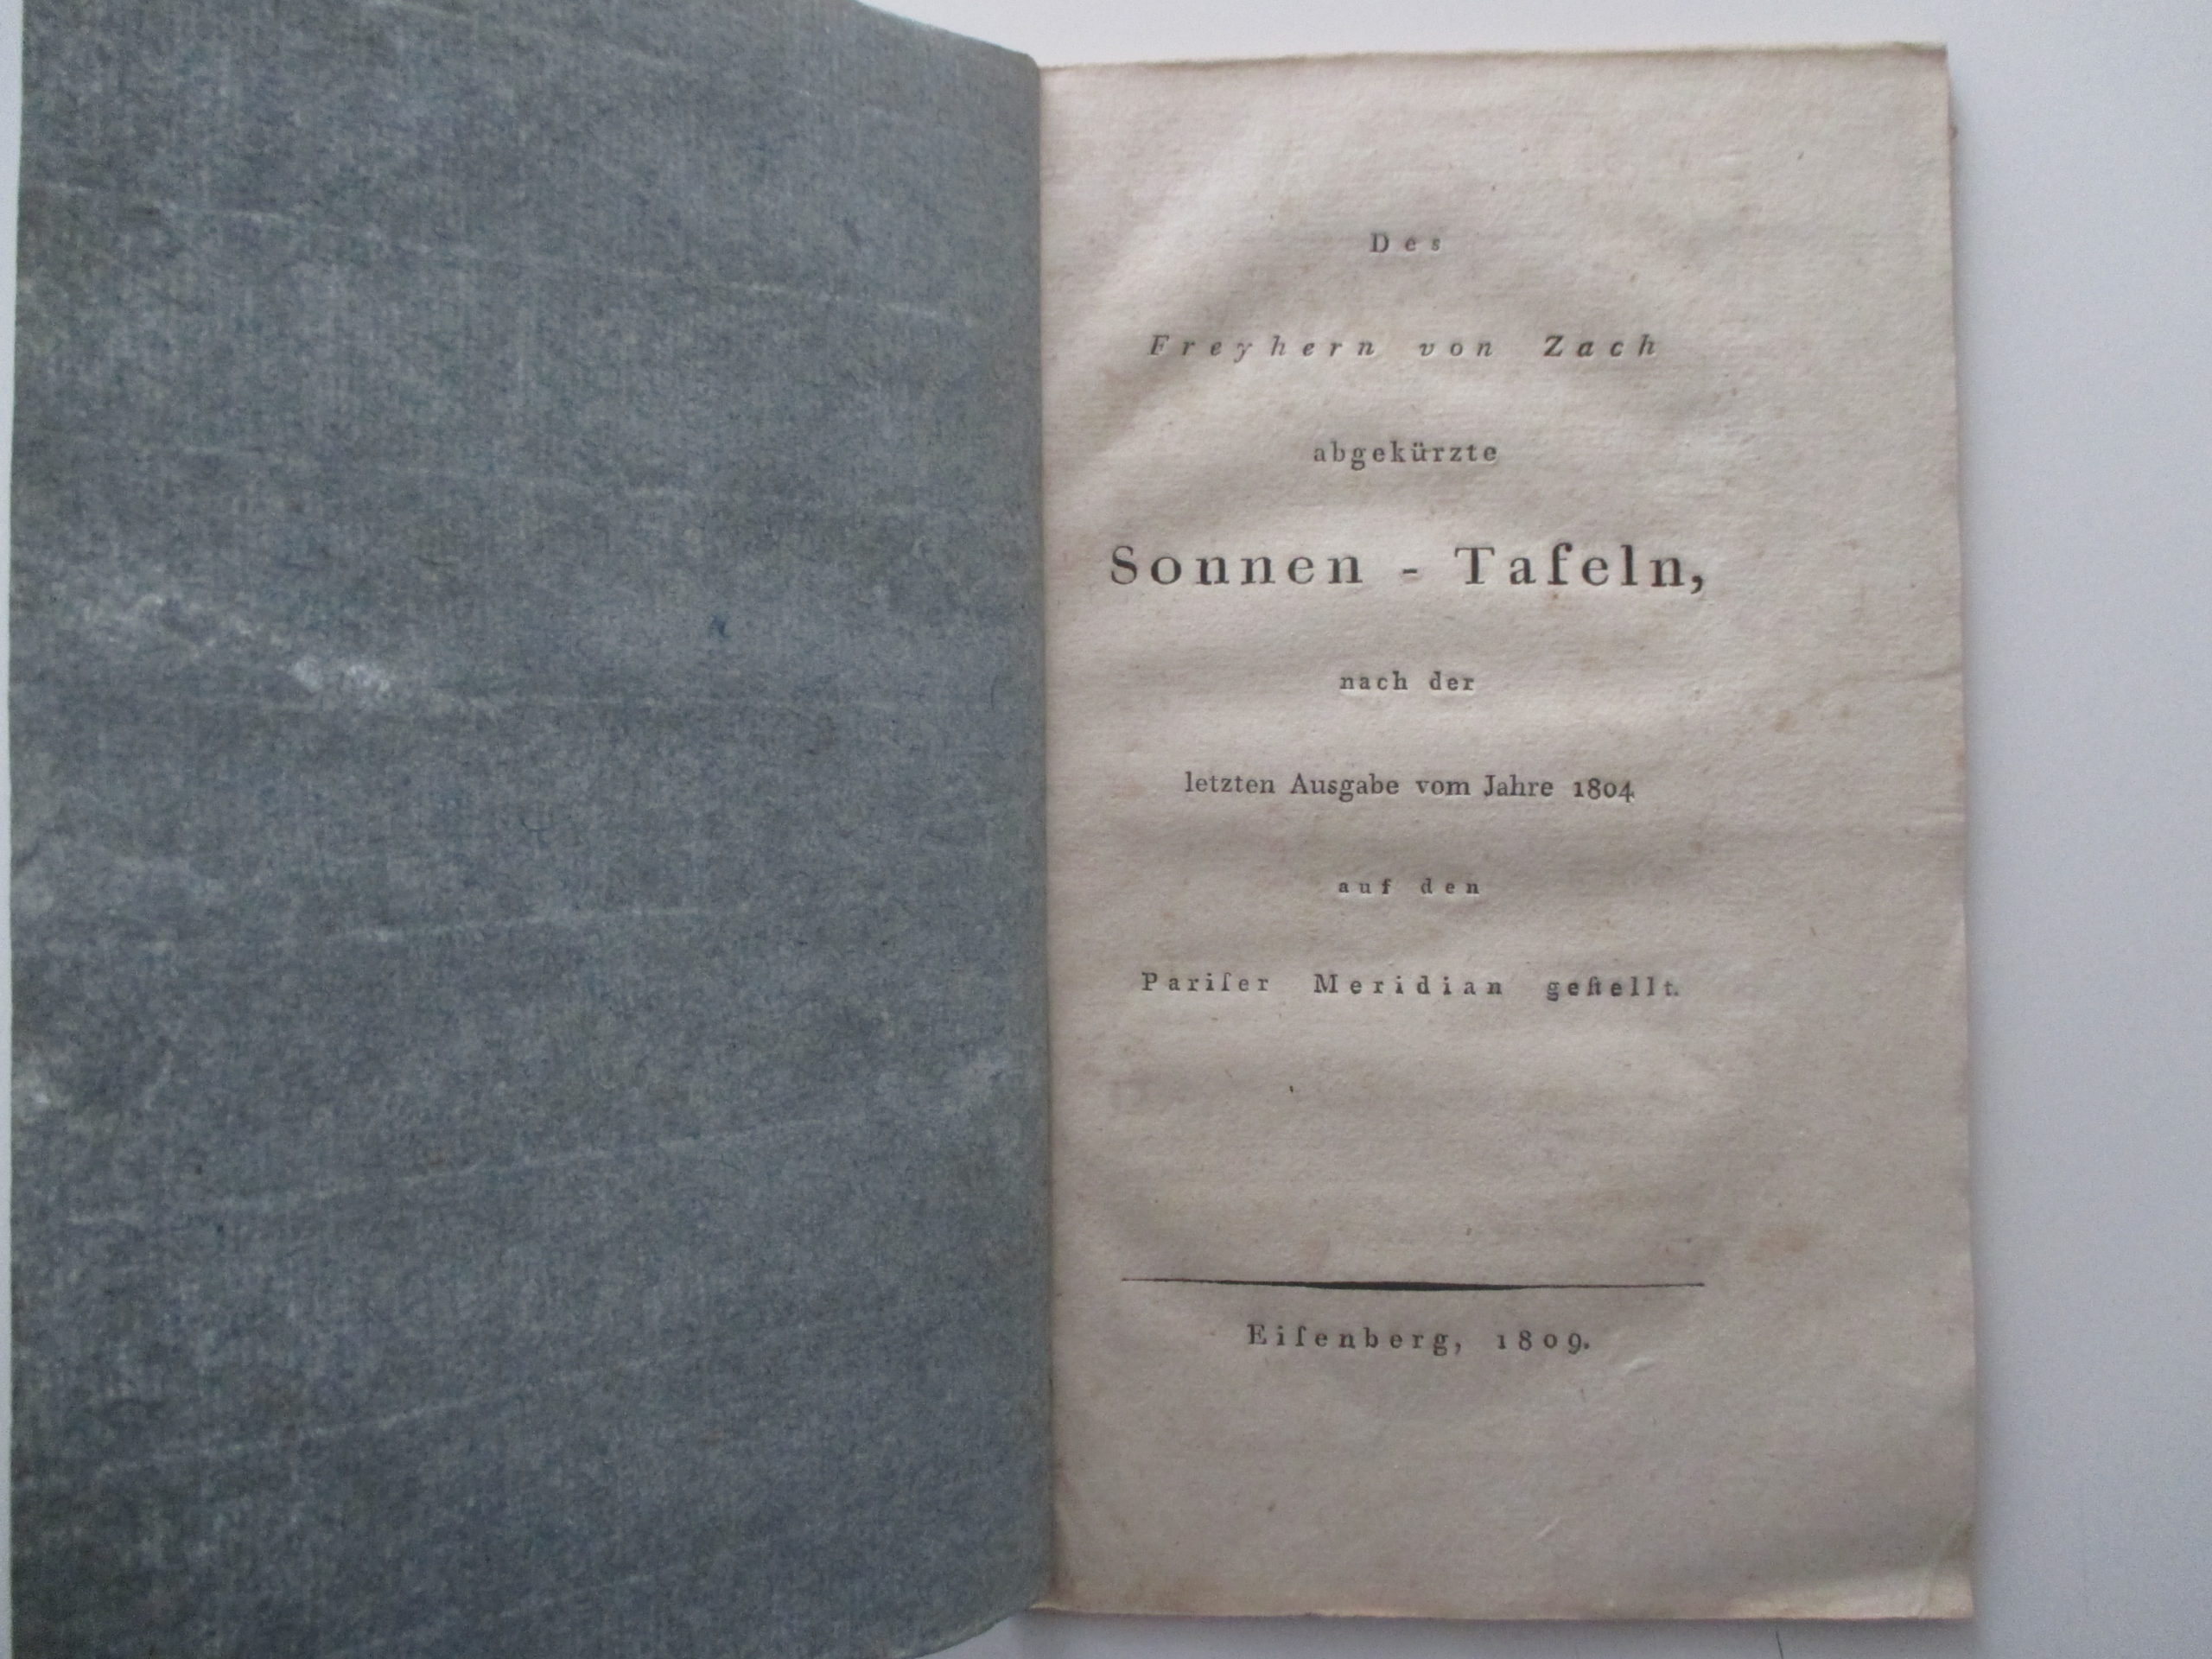 Des
Freyhern von Zach
abgekürzte
Sonnen - Tafeln,
nach der
letzten Ausgabe vom Jahre 1804
auf den
Pariſer Meridian geſtellt.
Eiſenberg, 1809.